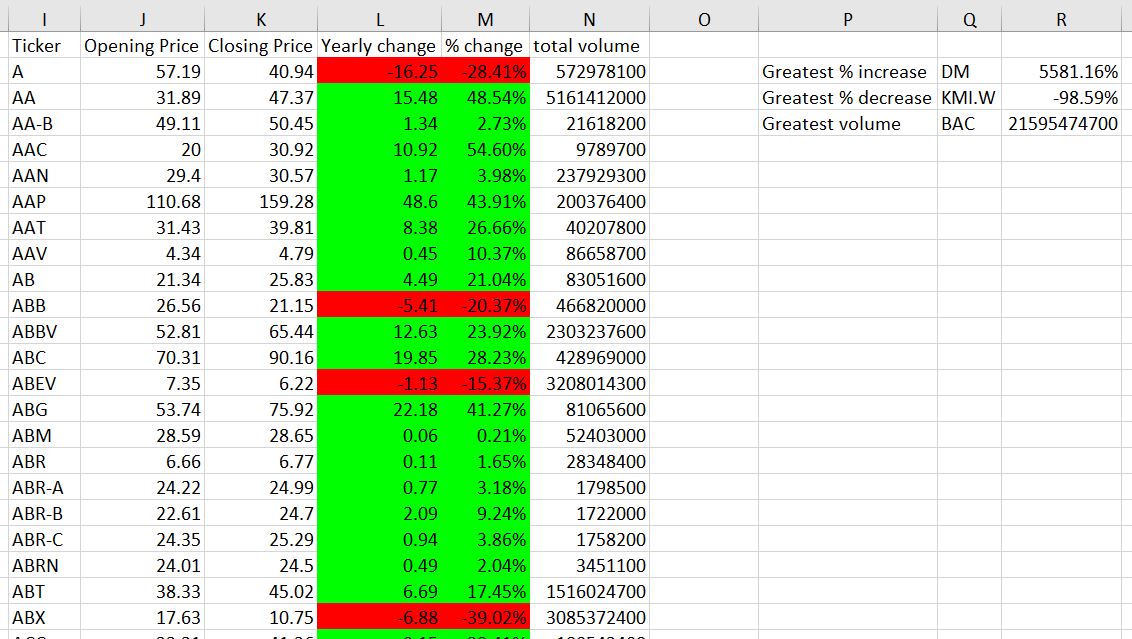 I J K L M N O P Q R
Ticker Opening Price Closing Price Yearly change % change total volume
A 57.19 40.94 -16.25 -28.41% 572978100 Greatest % increase DM 5581.16%
AA 31.89 47.37 15.48 48.54% 5161412000 Greatest % decrease KMI.W -98.59%
AA-B 49.11 50.45 1.34 2.73% 21618200 Greatest volume BAC 21595474700
AAC 20 30.92 10.92 54.60% 9789700
AAN 29.4 30.57 1.17 3.98% 237929300
AAP 110.68 159.28 48.6 43.91% 200376400
AAT 31.43 39.81 8.38 26.66% 40207800
AAV 4.34 4.79 0.45 10.37% 86658700
AB 21.34 25.83 4.49 21.04% 83051600
ABB 26.56 21.15 -5.41 -20.37% 466820000
ABBV 52.81 65.44 12.63 23.92% 2303237600
ABC 70.31 90.16 19.85 28.23% 428969000
ABEV 7.35 6.22 -1.13 -15.37% 3208014300
ABG 53.74 75.92 22.18 41.27% 81065600
ABM 28.59 28.65 0.06 0.21% 52403000
ABR 6.66 6.77 0.11 1.65% 28348400
ABR-A 24.22 24.99 0.77 3.18% 1798500
ABR-B 22.61 24.7 2.09 9.24% 1722000
ABR-C 24.35 25.29 0.94 3.86% 1758200
ABRN 24.01 24.5 0.49 2.04% 3451100
ABT 38.33 45.02 6.69 17.45% 1516024700
ABX 17.63 10.75 -6.88 -39.02% 3085372400